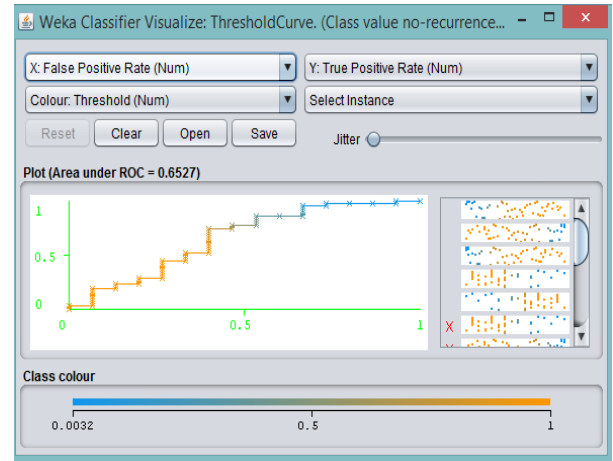 Weka Classifier Visualize: ThresholdCurve. (Class value no-recurrence...
X: False Positive Rate (Num)
Y: True Positive Rate (Num)
Colour: Threshold (Num)
Select Instance
Reset
Clear
Open
Save
Jitter
Plot (Area under ROC = 0.6527)
1
0.5
0
0
0.5
1
X
Class colour
0.0032
0.5
1